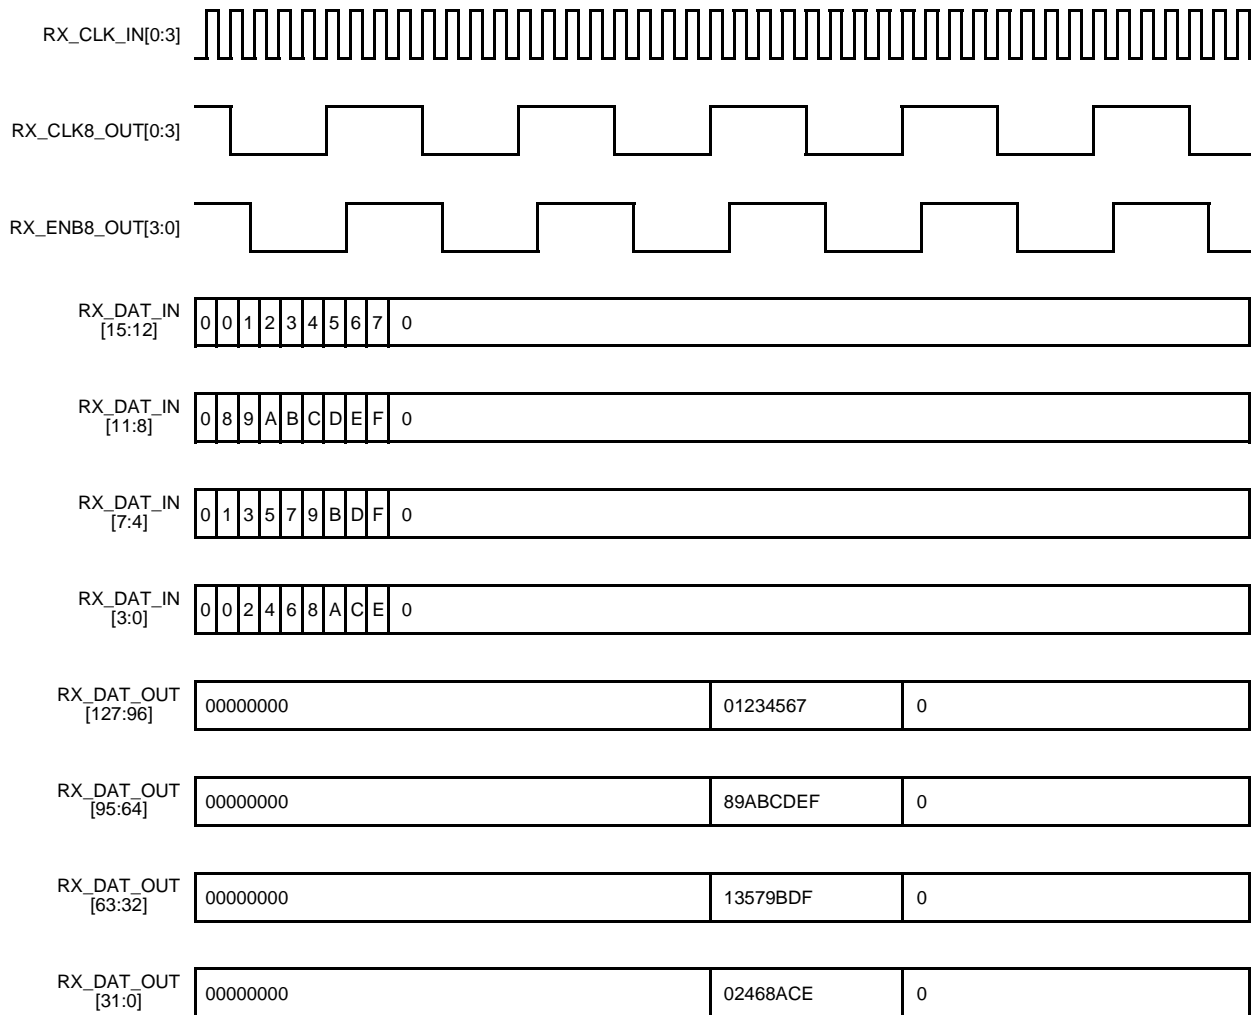 RX_CLK_IN[0:3]
RX_CLK8_OUT[0:3]
RX_ENB8_OUT[3:0]
RX_DAT_IN
[15:12]
0 0 1 2 3 4 5 6 7 0
RX_DAT_IN
[11:8]
0 8 9 A B C D E F 0
RX_DAT_IN
[7:4]
0 1 3 5 7 9 B D F 0
RX_DAT_IN
[3:0]
0 0 2 4 6 8 A C E 0
RX_DAT_OUT
[127:96]
00000000 01234567 0
RX_DAT_OUT
[95:64]
00000000 89ABCDEF 0
RX_DAT_OUT
[63:32]
00000000 13579BDF 0
RX_DAT_OUT
[31:0]
00000000 02468ACE 0